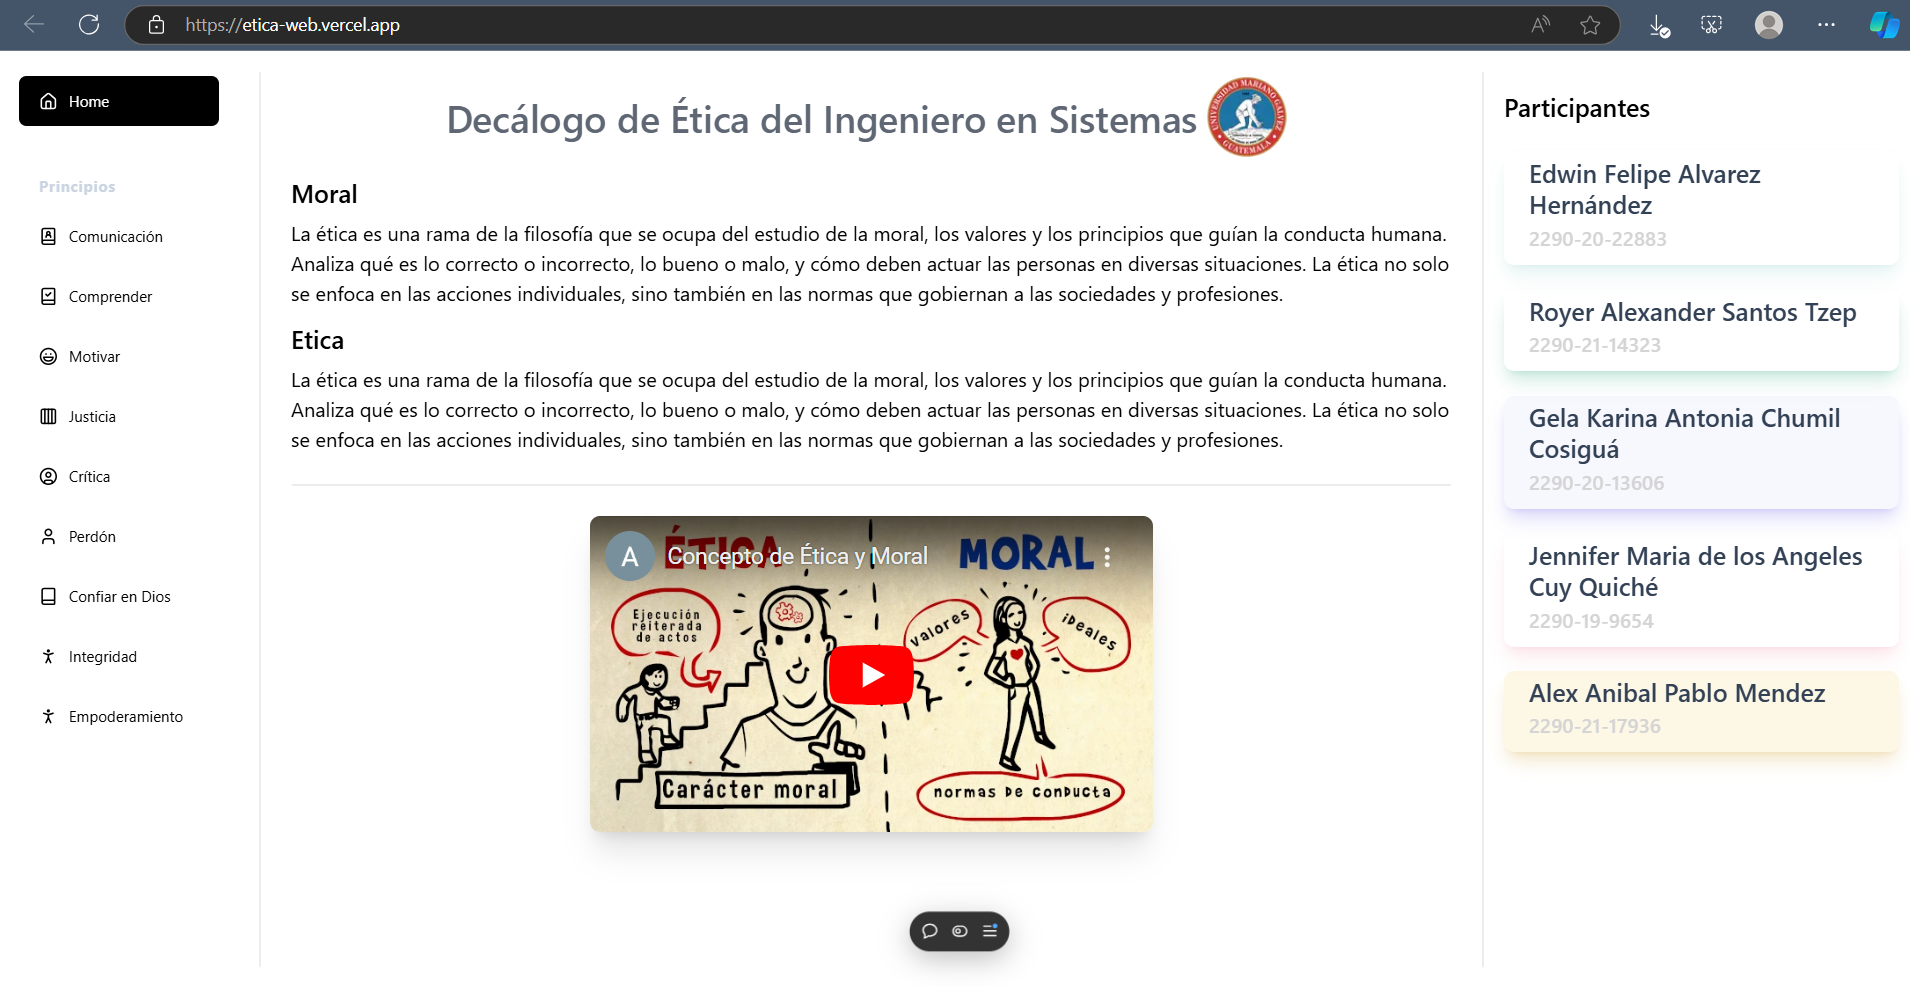 https://etica-web.vercel.app
Home
Principios
Comunicación
Comprender
Motivar
Justicia
Crítica
Perdón
Confiar en Dios
Integridad
Empoderamiento
Decálogo de Ética del Ingeniero en Sistemas
UNIVERSIDAD MARIANO GALVEZ
GUATEMALA
Moral
La ética es una rama de la filosofía que se ocupa del estudio de la moral, los valores y los principios que guían la conducta humana.
Analiza qué es lo correcto o incorrecto, lo bueno o malo, y cómo deben actuar las personas en diversas situaciones. La ética no solo
se enfoca en las acciones individuales, sino también en las normas que gobiernan a las sociedades y profesiones.
Etica
La ética es una rama de la filosofía que se ocupa del estudio de la moral, los valores y los principios que guían la conducta humana.
Analiza qué es lo correcto o incorrecto, lo bueno o malo, y cómo deben actuar las personas en diversas situaciones. La ética no solo
se enfoca en las acciones individuales, sino también en las normas que gobiernan a las sociedades y profesiones.
A
Concepto de Ética y Moral
ÉTICA
MORAL
Ejecución
reiterada
de actos
valores
iDeales
Carácter moral
normas De conDucta
Participantes
Edwin Felipe Alvarez
Hernández
2290-20-22883
Royer Alexander Santos Tzep
2290-21-14323
Gela Karina Antonia Chumil
Cosiguá
2290-20-13606
Jennifer Maria de los Angeles
Cuy Quiché
2290-19-9654
Alex Anibal Pablo Mendez
2290-21-17936